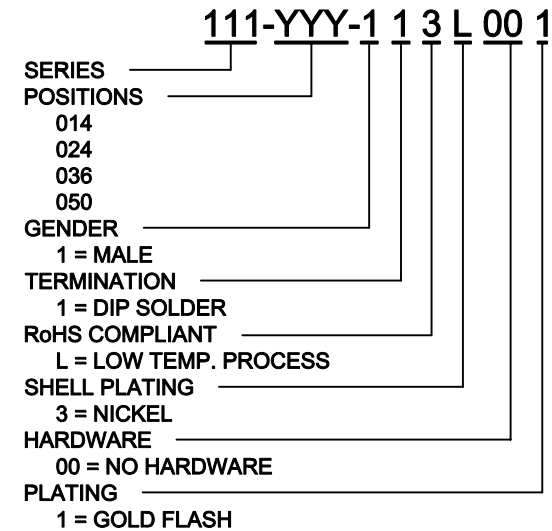 111-YYY-1 1 3 L 00 1
SERIES
POSITIONS
014
024
036
050
GENDER
1 = MALE
TERMINATION
1 = DIP SOLDER
RoHS COMPLIANT
L = LOW TEMP. PROCESS
SHELL PLATING
3 = NICKEL
HARDWARE
00 = NO HARDWARE
PLATING
1 = GOLD FLASH